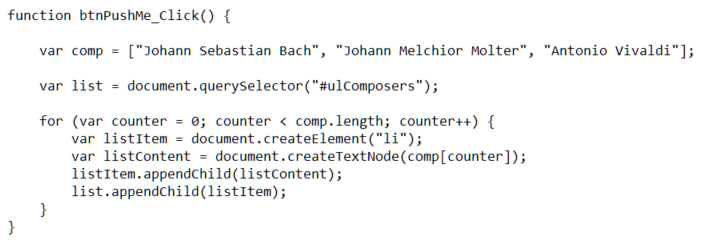 function btnPushMe_Click() {
var comp = ["Johann Sebastian Bach", "Johann Melchior Molter", "Antonio Vivaldi"];
var list = document.querySelector("#ulComposers");
for (var counter = 0; counter < comp.length; counter++) {
var listItem = document.createElement("li");
var listContent = document.createTextNode(comp[counter]);
listItem.appendChild(listContent);
list.appendChild(listItem);
}
}